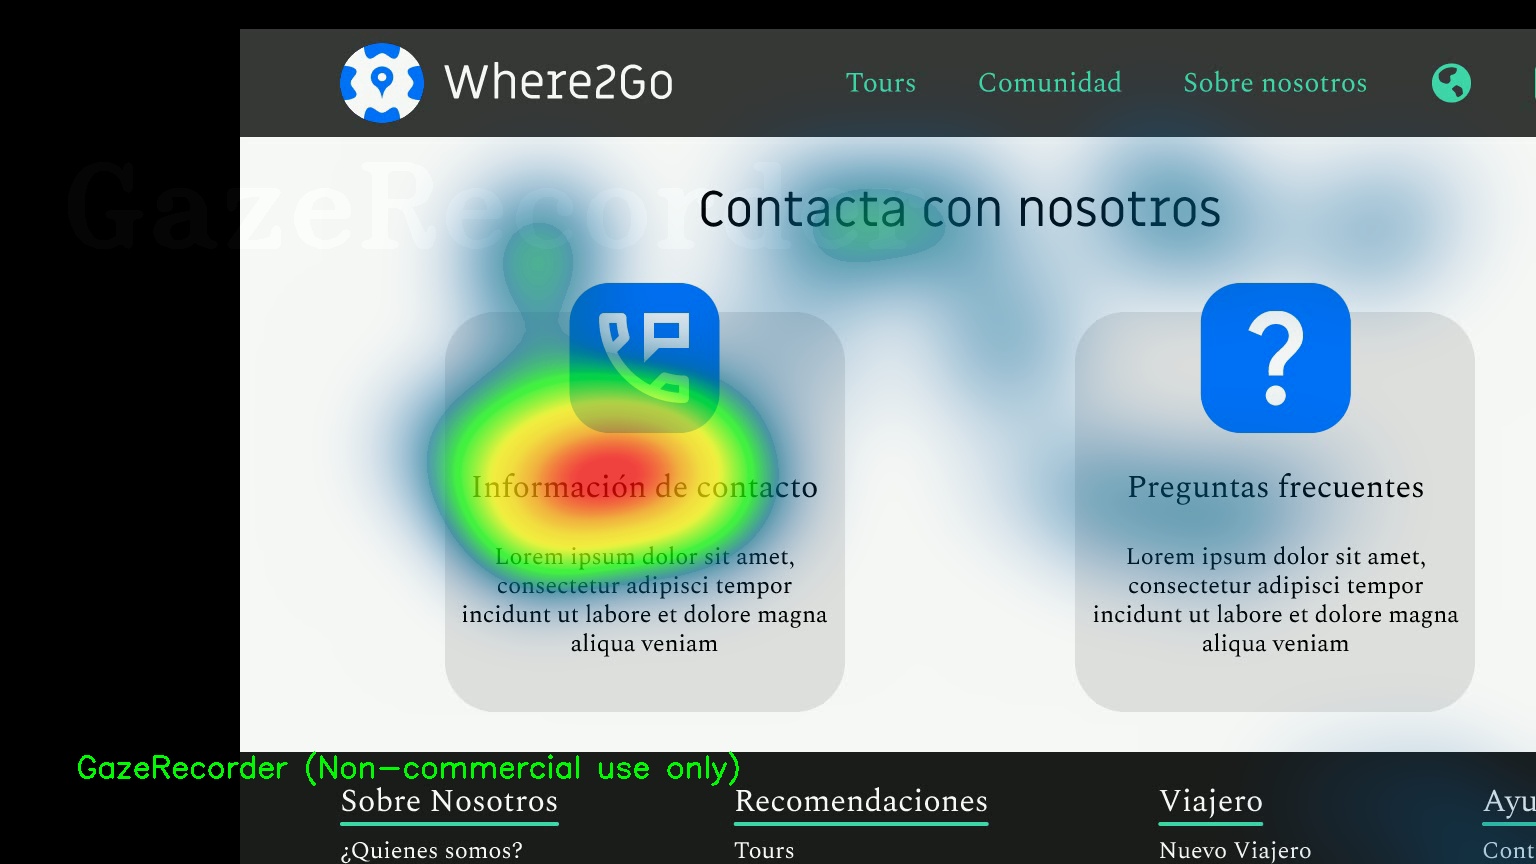 Where2Go
Tours
Comunidad
Sobre nosotros
GazeRecorder
Contacta con nosotros
Información de contacto
Lorem ipsum dolor sit amet,
consectetur adipisci tempor
incidunt ut labore et dolore magna
aliqua veniam
Preguntas frecuentes
Lorem ipsum dolor sit amet,
consectetur adipisci tempor
incidunt ut labore et dolore magna
aliqua veniam
GazeRecorder (Non-commercial use only)
Sobre Nosotros
Recomendaciones
Viajero
Ayu
¿Quienes somos?
Tours
Nuevo Viajero
Cont